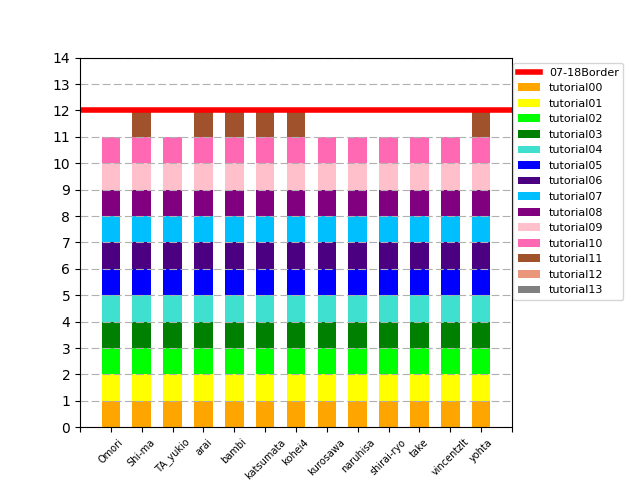 14
13
12
11
10
9
8
7
6
5
4
3
2
1
0
07-18Border
tutorial00
tutorial01
tutorial02
tutorial03
tutorial04
tutorial05
tutorial06
tutorial07
tutorial08
tutorial09
tutorial10
tutorial11
tutorial12
tutorial13
Omori
Shi-ma
TA_yukio
arai
bambi
katsumata
kohei4
kurosawa
naruhisa
shirai-ryo
take
vincentzlt
yohta